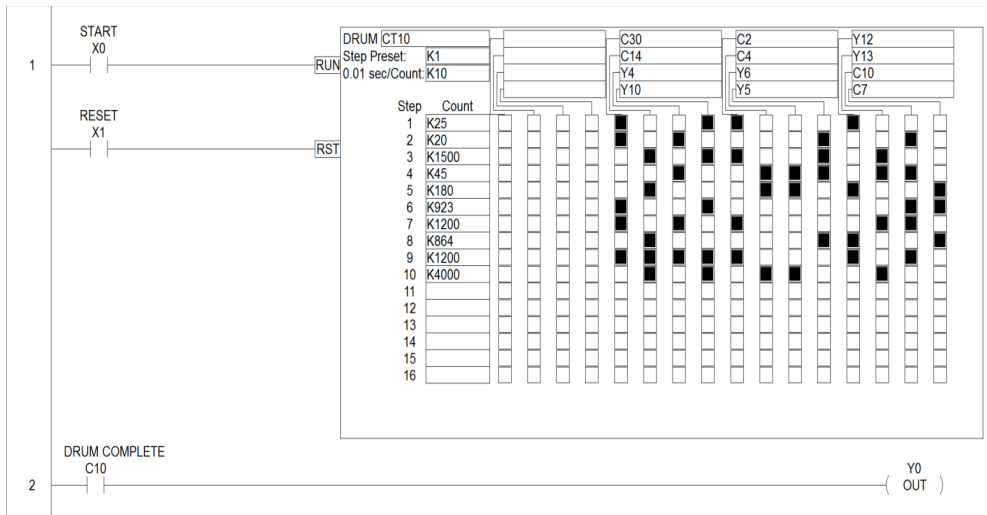 START
X0
1
RUN
RESET
X1
RST
DRUM CT10
Step Preset: K1
0.01 sec/Count: K10
C30
C14
Y4
Y10
C2
C4
Y6
Y5
Y12
Y13
C10
C7
Step Count
1 K25
2 K20
3 K1500
4 K45
5 K180
6 K923
7 K1200
8 K864
9 K1200
10 K4000
11
12
13
14
15
16
DRUM COMPLETE
C10
2
Y0
OUT